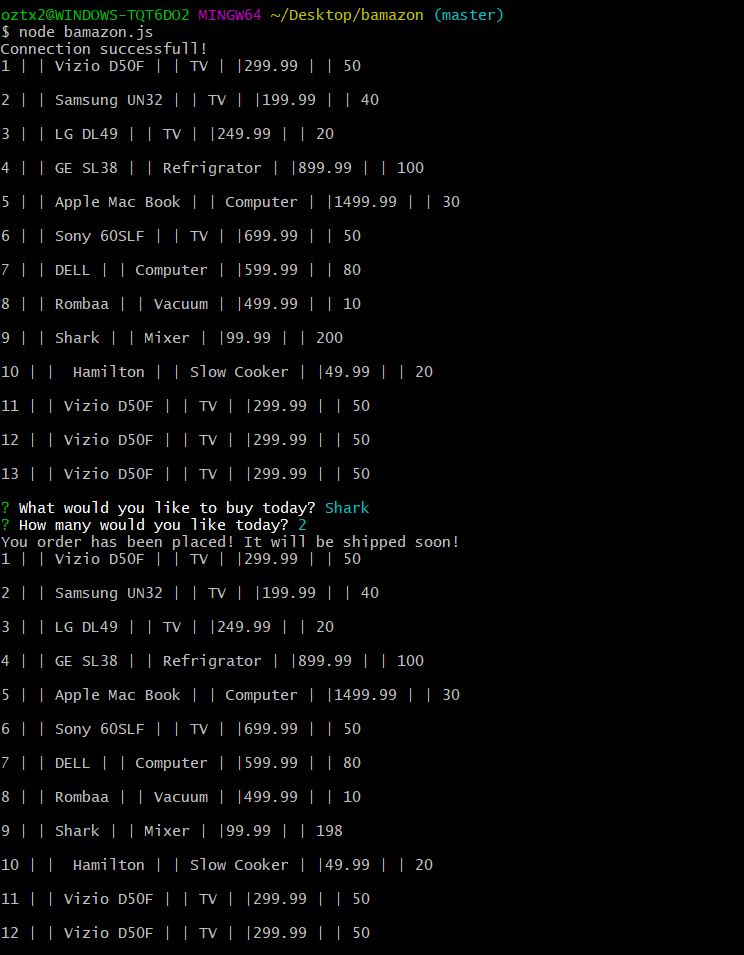 oztx2@WINDOWS-TQT6DO2 MINGW64 ~/Desktop/bamazon (master)
$ node bamazon.js
Connection successfull!
1 | | Vizio D50F | | TV | |299.99 | | 50
2 | | Samsung UN32 | | TV | |199.99 | | 40
3 | | LG DL49 | | TV | |249.99 | | 20
4 | | GE SL38 | | Refrigrator | |899.99 | | 100
5 | | Apple Mac Book | | Computer | |1499.99 | | 30
6 | | Sony 60SLF | | TV | |699.99 | | 50
7 | | DELL | | Computer | |599.99 | | 80
8 | | Rombaa | | Vacuum | |499.99 | | 10
9 | | Shark | | Mixer | |99.99 | | 200
10 | |  Hamilton | | Slow Cooker | |49.99 | | 20
11 | | Vizio D50F | | TV | |299.99 | | 50
12 | | Vizio D50F | | TV | |299.99 | | 50
13 | | Vizio D50F | | TV | |299.99 | | 50
? What would you like to buy today? Shark
? How many would you like today? 2
You order has been placed! It will be shipped soon!
1 | | Vizio D50F | | TV | |299.99 | | 50
2 | | Samsung UN32 | | TV | |199.99 | | 40
3 | | LG DL49 | | TV | |249.99 | | 20
4 | | GE SL38 | | Refrigrator | |899.99 | | 100
5 | | Apple Mac Book | | Computer | |1499.99 | | 30
6 | | Sony 60SLF | | TV | |699.99 | | 50
7 | | DELL | | Computer | |599.99 | | 80
8 | | Rombaa | | Vacuum | |499.99 | | 10
9 | | Shark | | Mixer | |99.99 | | 198
10 | |  Hamilton | | Slow Cooker | |49.99 | | 20
11 | | Vizio D50F | | TV | |299.99 | | 50
12 | | Vizio D50F | | TV | |299.99 | | 50